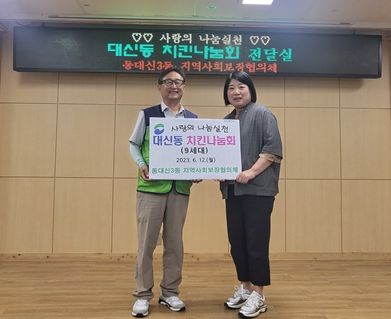 ♡♡ 사랑의 나눔실천 ♡♡
대신동 치킨나눔회 전달실
동대신3동 지역사회보장협의체
사랑의 나눔실천
대신동 치킨나눔회
(9세대)
2023. 6. 12.(월)
동대신3동 지역사회보장협의체